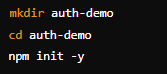 mkdir auth-demo
cd auth-demo
npm init -y